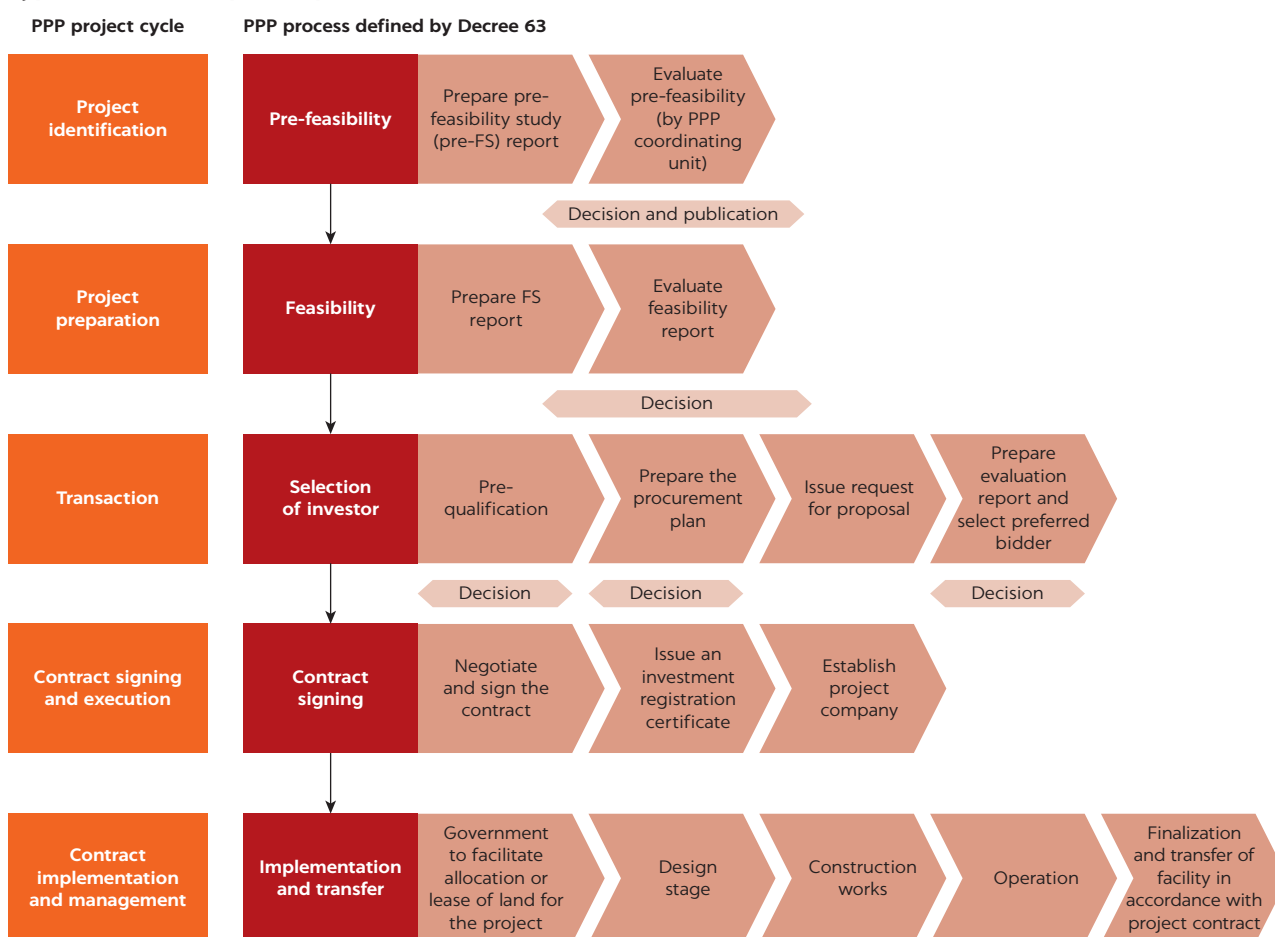 PPP project cycle
PPP process defined by Decree 63
Project
identification
Pre-feasibility
Prepare pre-
feasibility study
(pre-FS) report
Evaluate
pre-feasibility
(by PPP
coordinating
unit)
Decision and publication
Project
preparation
Feasibility
Prepare FS
report
Evaluate
feasibility
report
Decision
Transaction
Selection
of investor
Pre-
qualification
Prepare the
procurement
plan
Issue request
for proposal
Prepare
evaluation
report and
select preferred
bidder
Decision
Decision
Decision
Contract signing
and execution
Contract
signing
Negotiate
and sign the
contract
Issue an
investment
registration
certificate
Establish
project
company
Contract
implementation
and management
Implementation
and transfer
Government
to facilitate
allocation or
lease of land for
the project
Design
stage
Construction
works
Operation
Finalization
and transfer of
facility in
accordance with
project contract